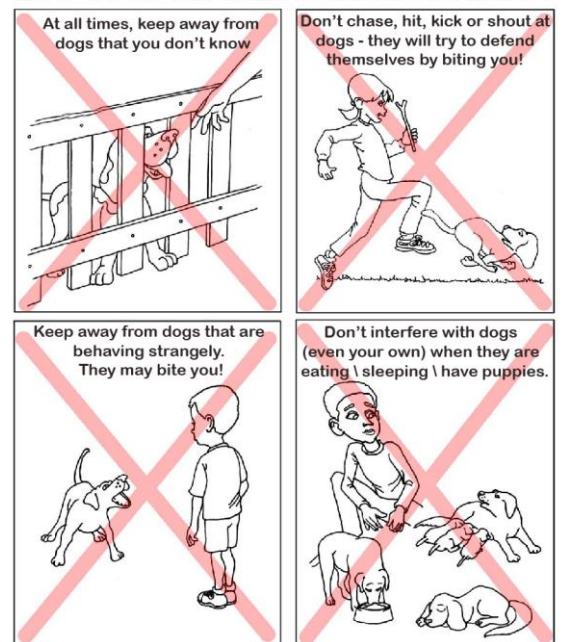 At all times, keep away from
dogs that you don't know
Don't chase, hit, kick or shout at
dogs - they will try to defend
themselves by biting you!
Keep away from dogs that are
behaving strangely.
They may bite you!
Don't interfere with dogs
(even your own) when they are
eating \ sleeping \ have puppies.